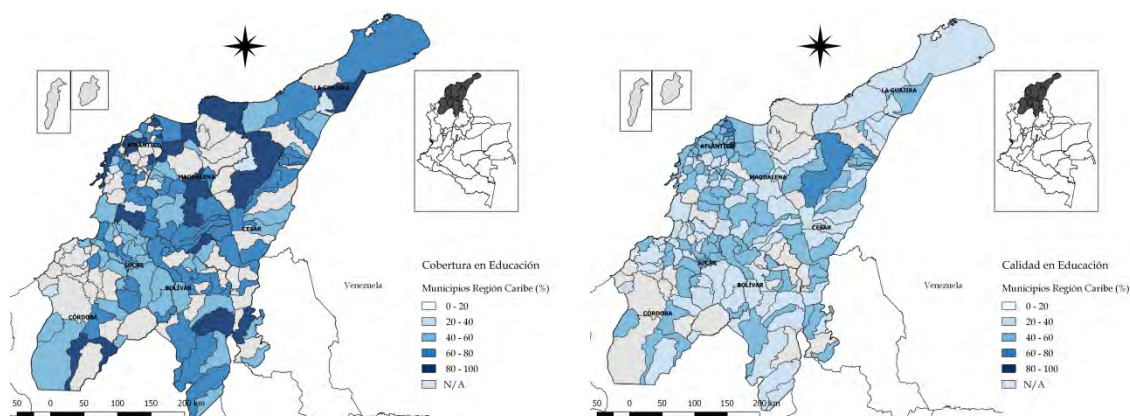 LA GUAJIRA
ATLÁNTICO
MAGDALENA
CESAR
SUCRE
BOLÍVAR
CÓRDOBA
Venezuela
Cobertura en Educación
Municipios Región Caribe (%)
0 - 20
20 - 40
40 - 60
60 - 80
80 - 100
N/A
50 0 50 100 150 200 km
LA GUAJIRA
ATLÁNTICO
MAGDALENA
CESAR
SUCRE
BOLÍVAR
CÓRDOBA
Venezuela
Calidad en Educación
Municipios Región Caribe (%)
0 - 20
20 - 40
40 - 60
60 - 80
80 - 100
N/A
50 0 50 100 150 200 km